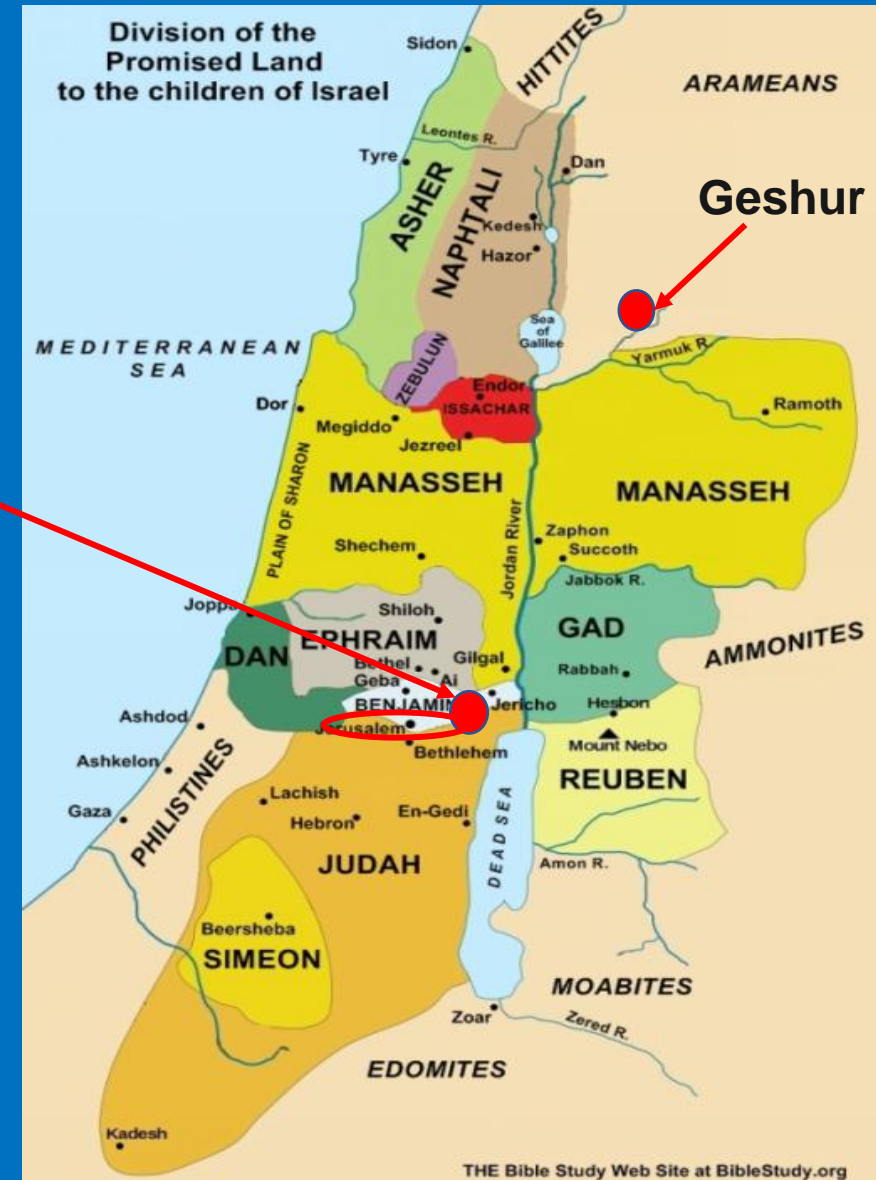 Division of the
Promised Land
to the children of Israel
Sidon
HITTITES
ARAMEANS
Leontes R.
Tyre
Dan
Geshur
ASHER
NAPHTALI
Kedesh
Hazor
Sea
of
Galilee
MEDITERRANEAN
SEA
ZEBULUN
Yarmuk R
Endor
ISSACHAR
Dor
Megiddo
Jezreel
Ramoth
PLAIN OF SHARON
MANASSEH
MANASSEH
Jordan River
Zaphon
Succoth
Shechem
Jabbok R.
Joppa
Shiloh
EPHRAIM
GAD
AMMONITES
DAN
Bethel
Ai
Gilgal
Rabbah
Geba
BENJAMIN
Jericho
Hesbon
Ashdod
Jerusalem
Mount Nebo
Bethlehem
Ashkelon
REUBEN
PHILISTINES
Lachish
Gaza
Hebron
En-Gedi
DEAD SEA
JUDAH
Amon R.
Beersheba
SIMEON
MOABITES
Zoar
Zered R.
EDOMITES
Kadesh
THE Bible Study Web Site at BibleStudy.org